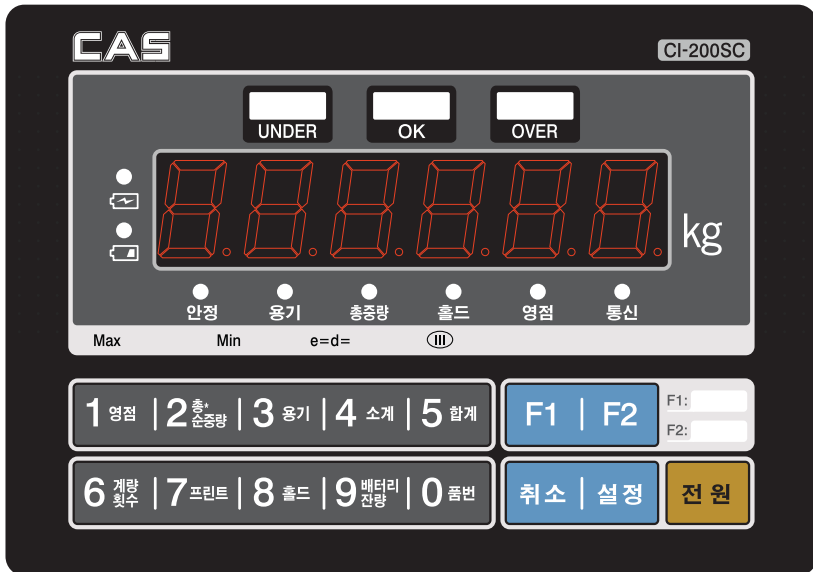 CAS
CI-200SC
UNDER OK OVER
kg
안정 용기 총중량 홀드 영점 통신
Max Min e=d= III
1 영점 2 총* 순중량 3 용기 4 소계 5 합계 F1 F2
F1:
F2:
6 계량 횟수 7 프린트 8 홀드 9 배터리 잔량 0 품번 취소 설정 전원